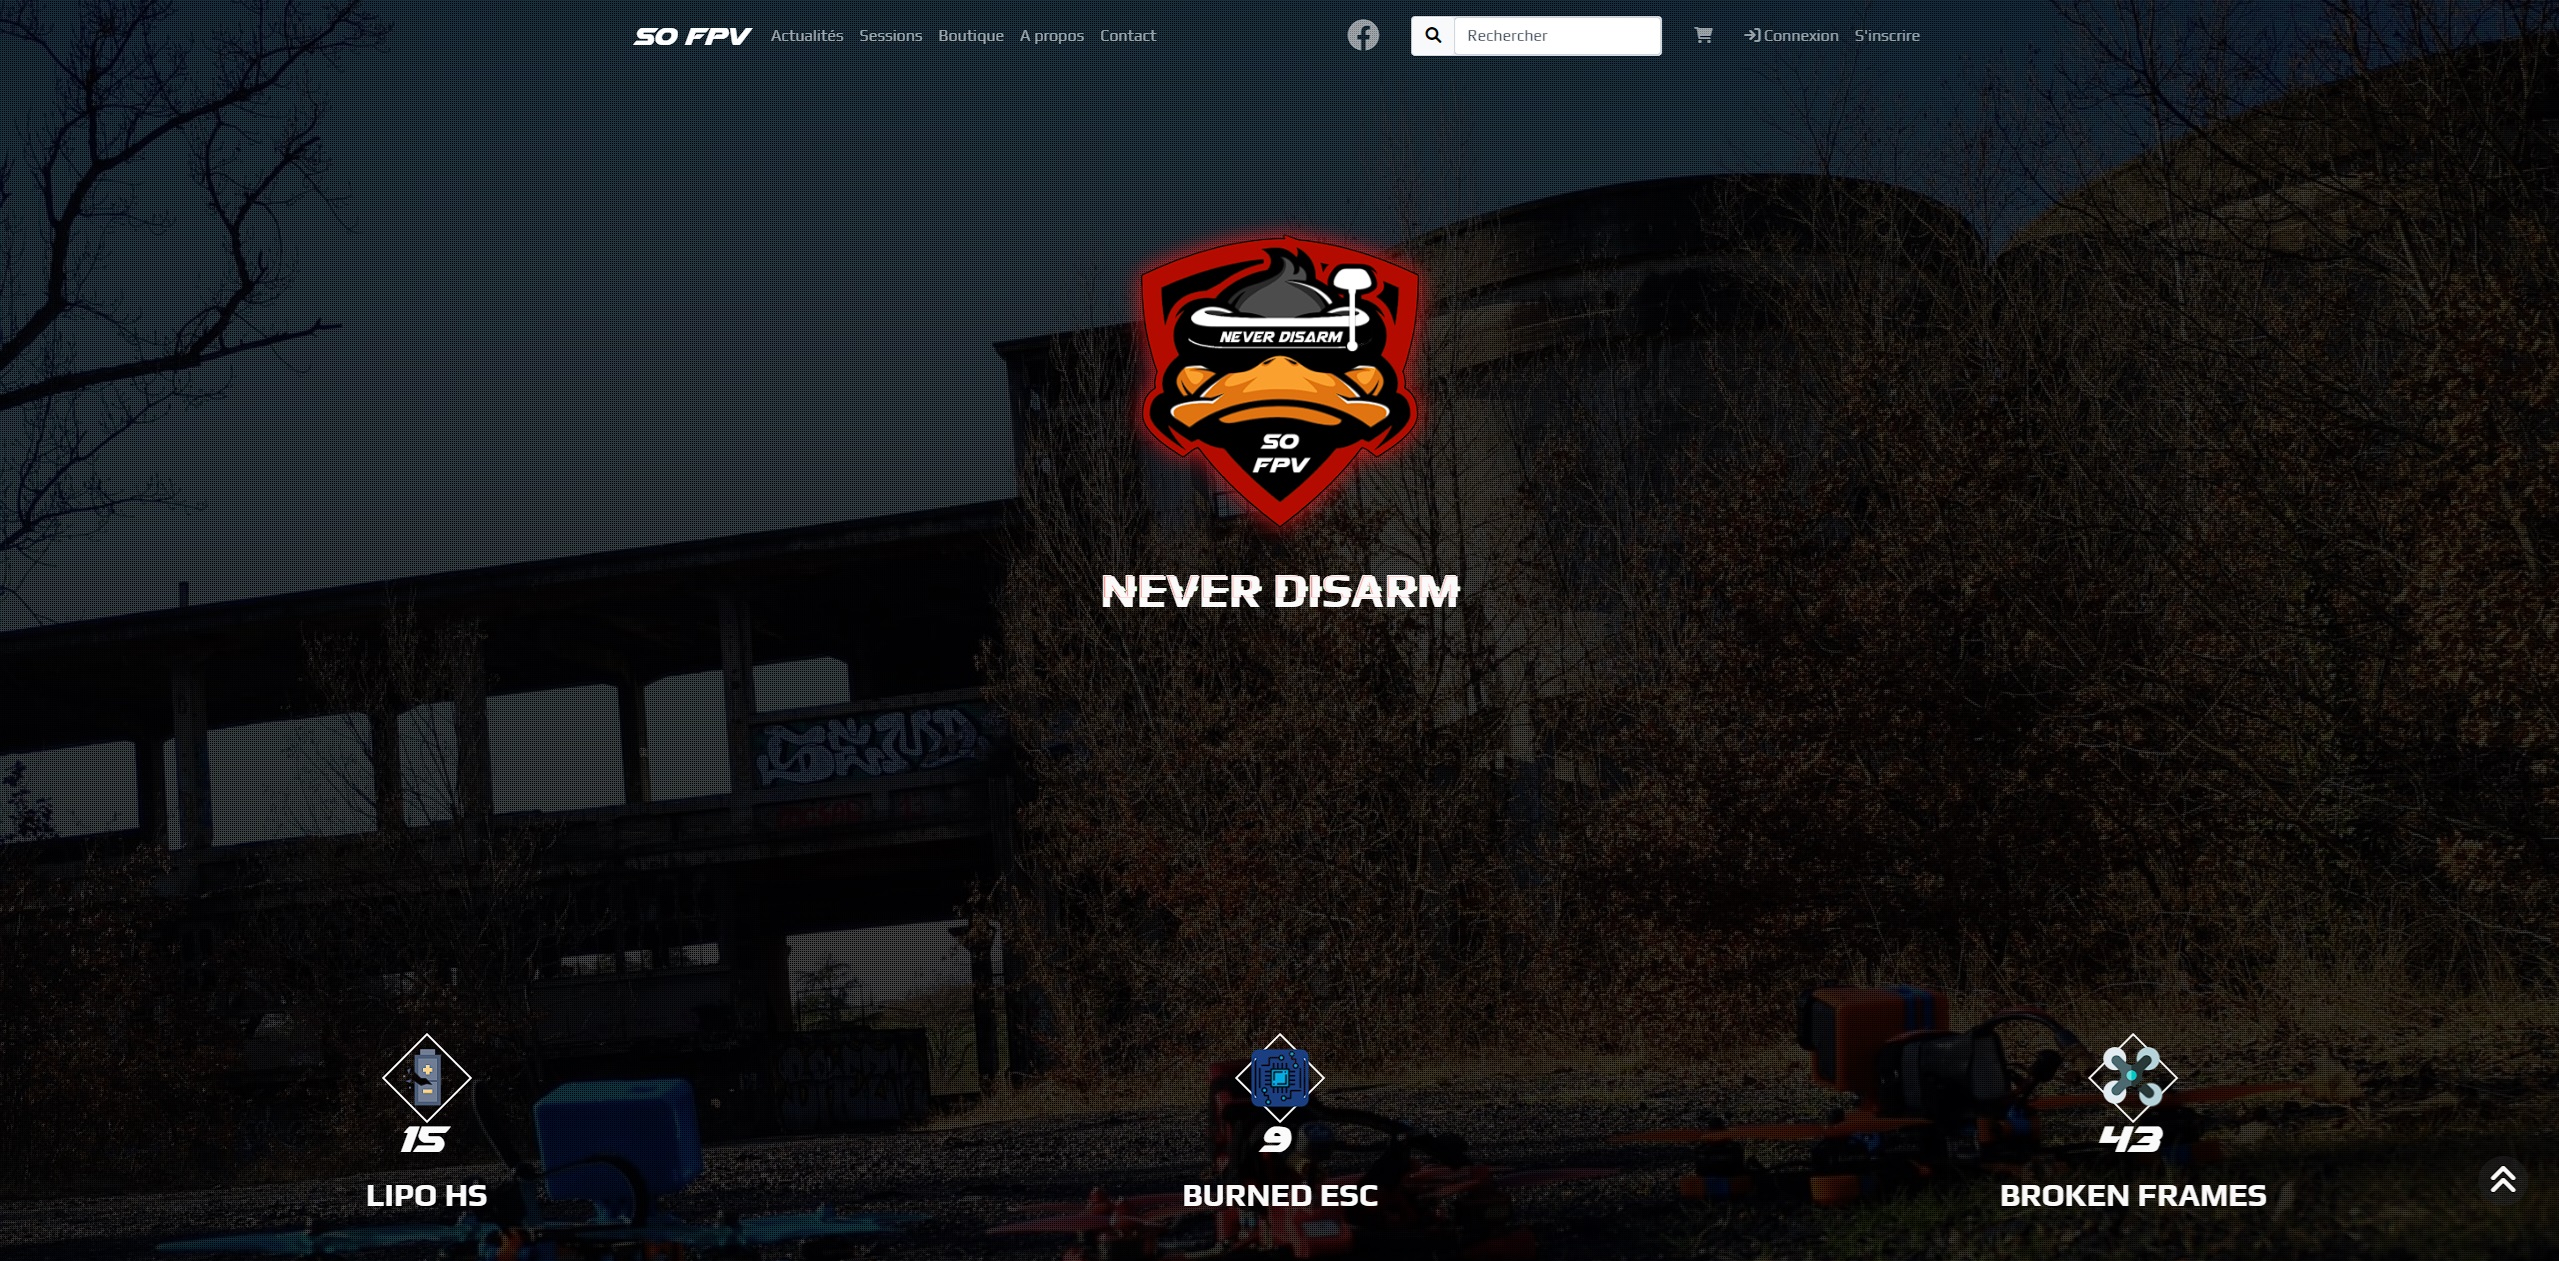 SO FPV
Actualités
Sessions
Boutique
A propos
Contact
Rechercher
Connexion
S'inscrire
NEVER DISARM
SO
FPV
NEVER DISARM
15
LIPO HS
9
BURNED ESC
43
BROKEN FRAMES